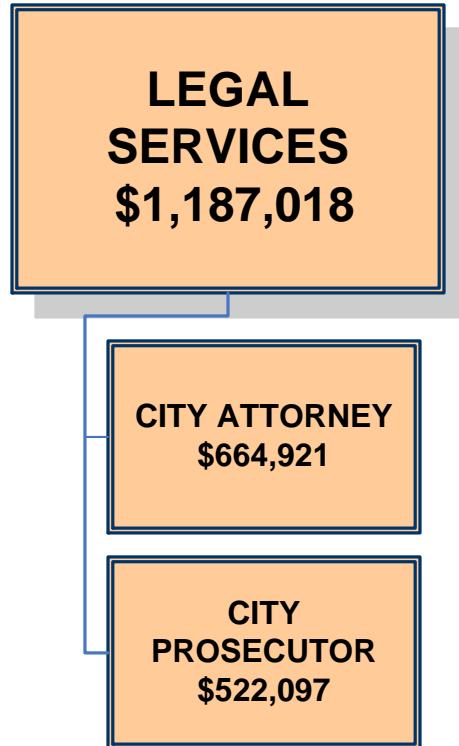 LEGAL
SERVICES
$1,187,018
CITY ATTORNEY
$664,921
CITY
PROSECUTOR
$522,097